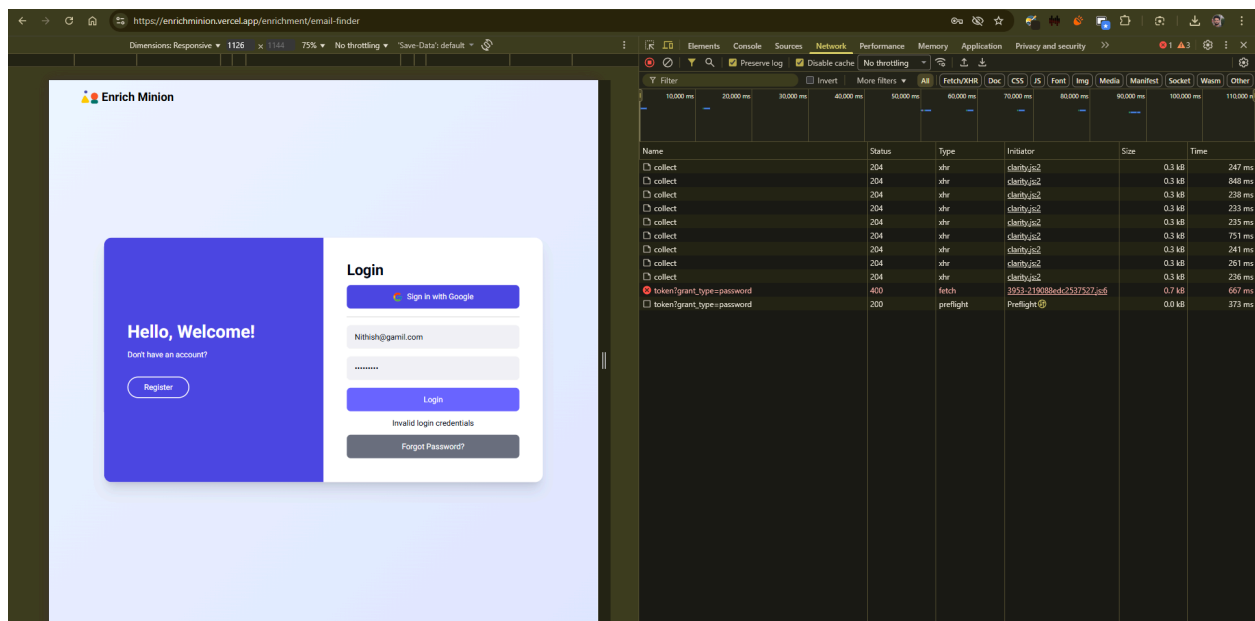 https://enrichminion.vercel.app/enrichment/email-finder
Dimensions: Responsive 1126 x 1144 75% No throttling 'Save-Data': default
Elements Console Sources Network Performance Memory Application Privacy and security 1 3
Preserve log Disable cache No throttling
Filter Invert More filters All Fetch/XHR Doc CSS JS Font Img Media Manifest Socket Wasm Other
10,000 ms 20,000 ms 30,000 ms 40,000 ms 50,000 ms 60,000 ms 70,000 ms 80,000 ms 90,000 ms 100,000 ms 110,000 m
Enrich Minion
Hello, Welcome!
Don't have an account?
Register
Login
Sign in with Google
Nithish@gamil.com
Login
Invalid login credentials
Forgot Password?
Name Status Type Initiator Size Time
collect 204 xhr clarity.js:2 0.3 kB 247 ms
collect 204 xhr clarity.js:2 0.3 kB 848 ms
collect 204 xhr clarity.js:2 0.3 kB 238 ms
collect 204 xhr clarity.js:2 0.3 kB 233 ms
collect 204 xhr clarity.js:2 0.3 kB 235 ms
collect 204 xhr clarity.js:2 0.3 kB 751 ms
collect 204 xhr clarity.js:2 0.3 kB 241 ms
collect 204 xhr clarity.js:2 0.3 kB 261 ms
collect 204 xhr clarity.js:2 0.3 kB 236 ms
token?grant_type=password 400 fetch 3953-219088edc2537527.js:6 0.7 kB 667 ms
token?grant_type=password 200 preflight Preflight 0.0 kB 373 ms